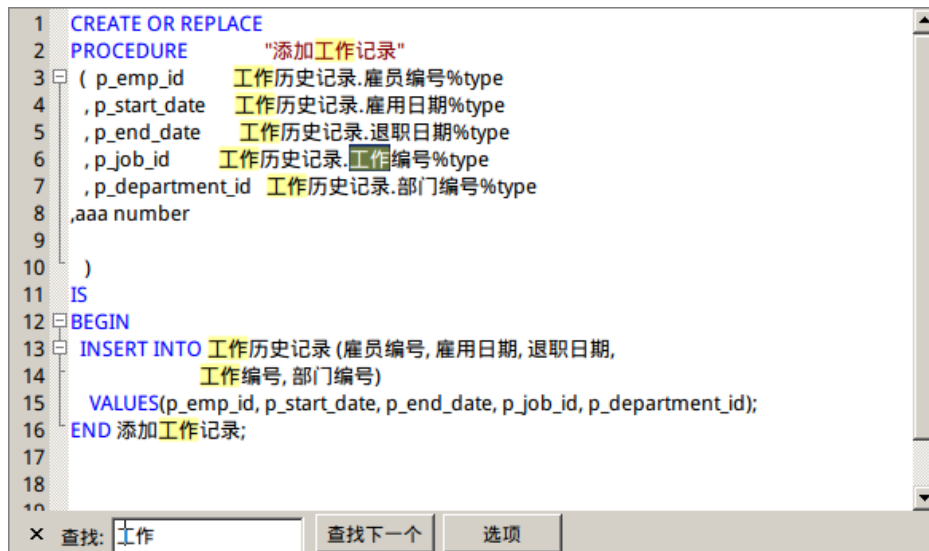 1 CREATE OR REPLACE
2 PROCEDURE "添加工作记录"
3 ( p_emp_id 工作历史记录.雇员编号%type
4 , p_start_date 工作历史记录.雇用日期%type
5 , p_end_date 工作历史记录.退职日期%type
6 , p_job_id 工作历史记录.工作编号%type
7 , p_department_id 工作历史记录.部门编号%type
8 ,aaa number
9
10 )
11 IS
12 BEGIN
13 INSERT INTO 工作历史记录 (雇员编号, 雇用日期, 退职日期,
14 工作编号, 部门编号)
15 VALUES(p_emp_id, p_start_date, p_end_date, p_job_id, p_department_id);
16 END 添加工作记录;
17
18
19
× 查找: 工作 查找下一个 选项